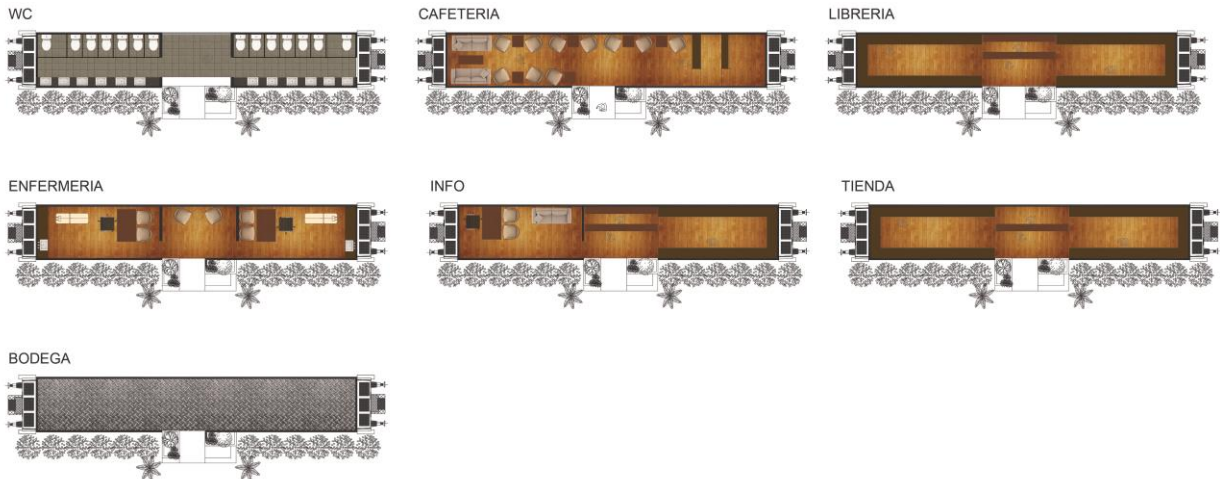 WC
CAFETERIA
LIBRERIA
ENFERMERIA
INFO
TIENDA
BODEGA